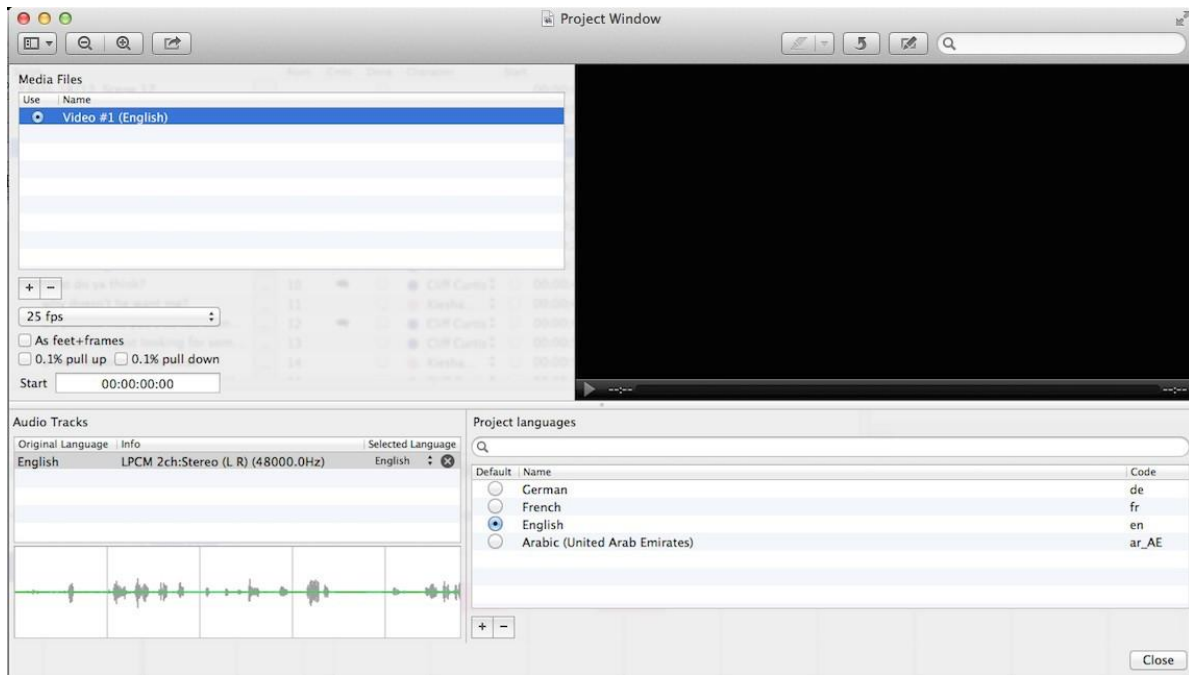 Project Window
Media Files
Use Name
Video #1 (English)
+ -
25 fps
As feet+frames
0.1% pull up 0.1% pull down
Start 00:00:00:00
--:-- --:--
Audio Tracks
Original Language Info Selected Language
English LPCM 2ch:Stereo (L R) (48000.0Hz) English
Project languages
Default Name Code
German de
French fr
English en
Arabic (United Arab Emirates) ar_AE
+ -
Close